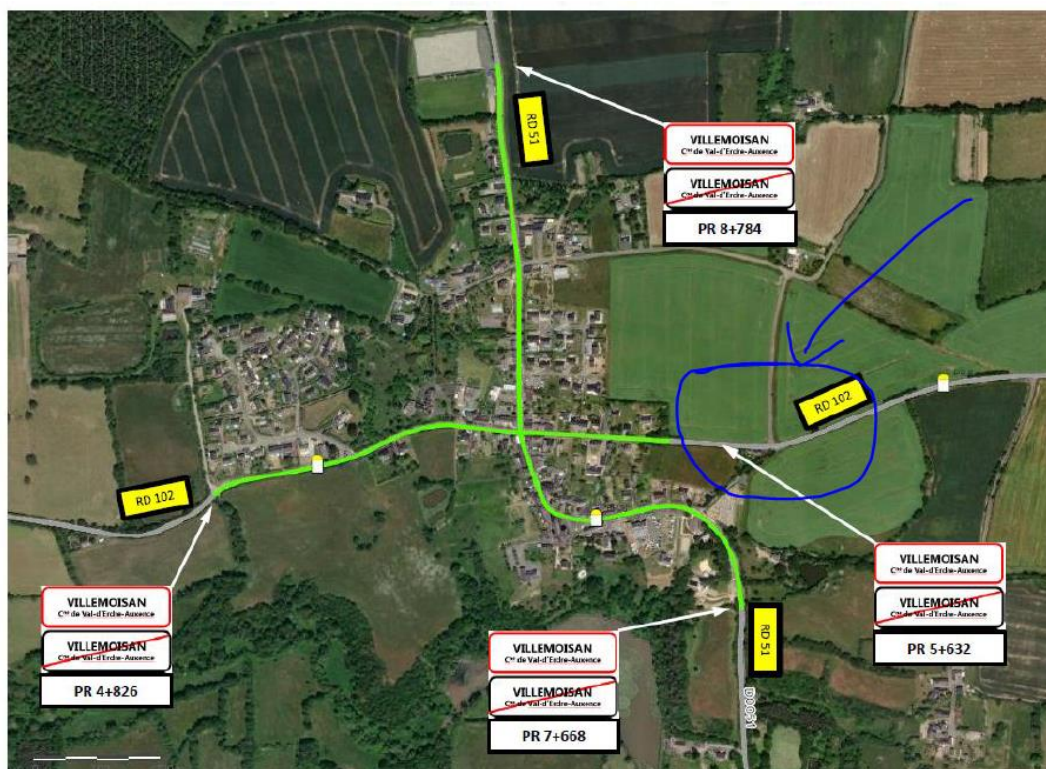 RD 51
VILLEMOISAN
Cne de Val-d'Erdre-Auxence
VILLEMOISAN
Cne de Val-d'Erdre-Auxence
PR 8+784
RD 102
RD 102
VILLEMOISAN
Cne de Val-d'Erdre-Auxence
VILLEMOISAN
Cne de Val-d'Erdre-Auxence
PR 5+632
VILLEMOISAN
Cne de Val-d'Erdre-Auxence
VILLEMOISAN
Cne de Val-d'Erdre-Auxence
PR 4+826
VILLEMOISAN
Cne de Val-d'Erdre-Auxence
VILLEMOISAN
Cne de Val-d'Erdre-Auxence
PR 7+668
RD 51
D0051